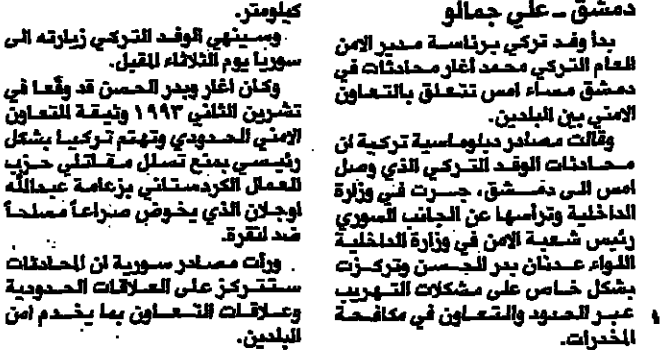 دمشق ــ علي جمالو
بدأ وفد تركي برئاسة مدير الامن
العام التركي محمد اغار محادثات في
دمشق مساء امس تتعلق بالتعاون
الامني بين البلدين.
وقالت مصادر دبلوماسية تركية ان
محادثات الوفد التركي الذي وصل
امس الى دمشق، جرت في وزارة
الداخلية وترأسها عن الجانب السوري
رئيس شعبة الامن في وزارة الداخلية
اللواء عدنان بدر الحسن وتركزت
بشكل خاص على مشكلات التهريب
عبر الحدود والتعاون في مكافحة
المخدرات.
كيلومتر.
وسينهي الوفد التركي زيارته الى
سوريا يوم الثلاثاء المقبل.
وكان اغار وبدر الحسن قد وقّعا في
تشرين الثاني ١٩٩٣ وثيقة للتعاون
الامني الحدودي وتهتم تركيا بشكل
رئيسي بمنع تسلل مقاتلي حزب
العمال الكردستاني بزعامة عبدالله
اوجلان الذي يخوض صراعاً مسلحاً
ضد انقرة.
ورأت مصادر سورية ان المحادثات
ستتركز على العلاقات الحدودية
وعلاقات التعاون بما يخدم امن
البلدين.